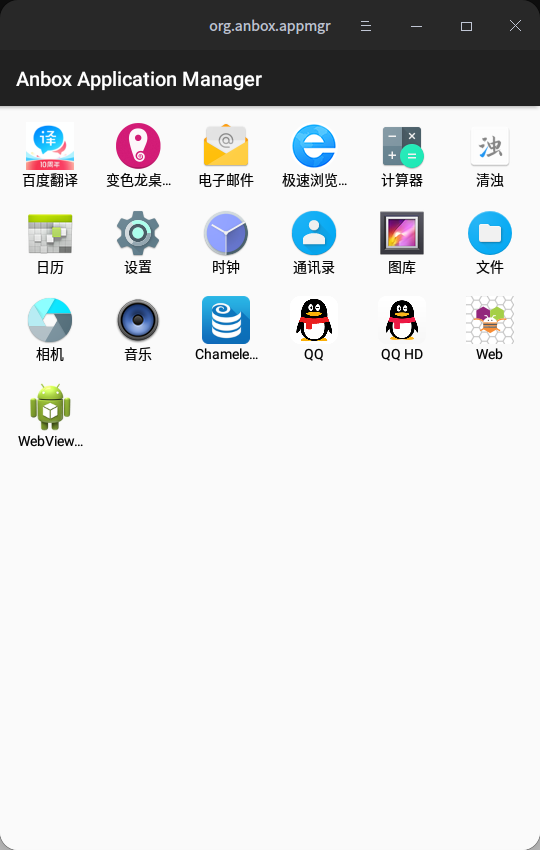 org.anbox.appmgr
Anbox Application Manager
译
10周年
浊
百度翻译 变色龙桌… 电子邮件 极速浏览… 计算器 清浊
日历 设置 时钟 通讯录 图库 文件
相机 音乐 Chamele… QQ QQ HD Web
WebView…